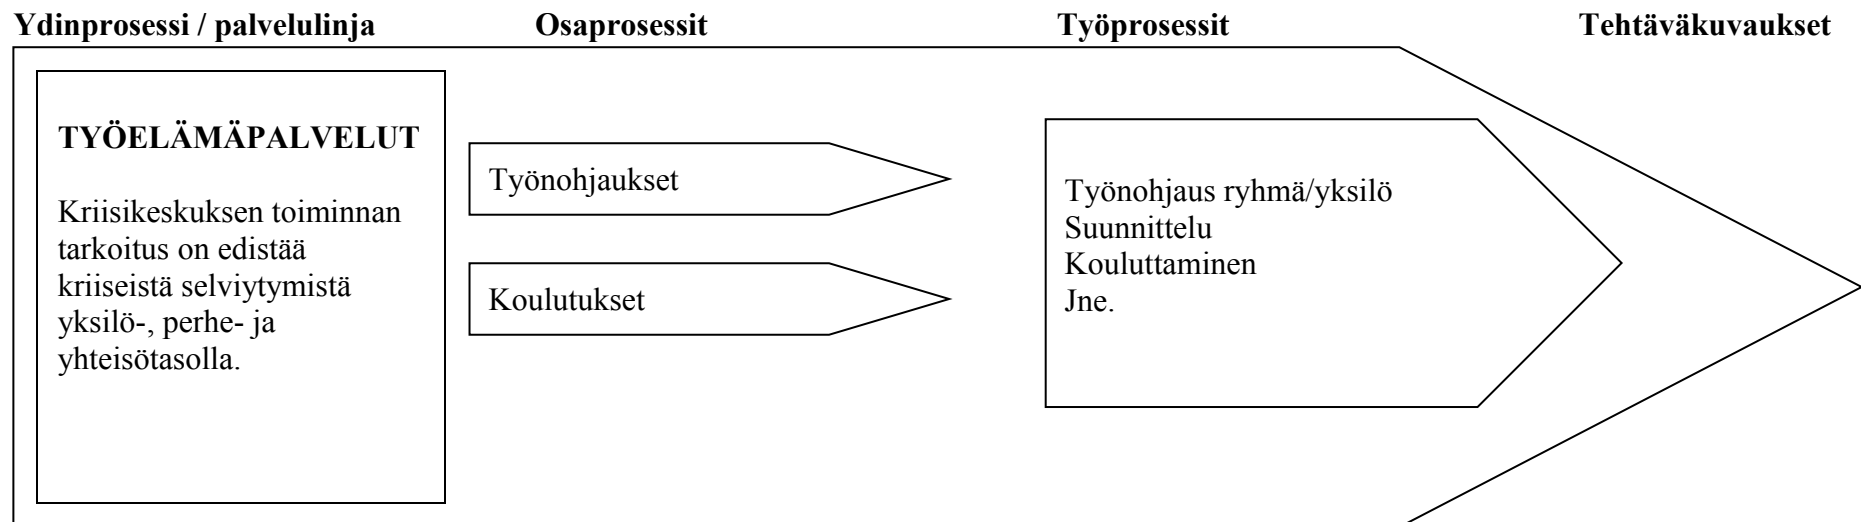 Ydinprosessi / palvelulinja
Osaprosessit
Työprosessit
Tehtäväkuvaukset
TYÖELÄMÄPALVELUT
Kriisikeskuksen toiminnan
tarkoitus on edistää
kriiseistä selviytymistä
yksilö-, perhe- ja
yhteisötasolla.
Työnohjaukset
Koulutukset
Työnohjaus ryhmä/yksilö
Suunnittelu
Kouluttaminen
Jne.